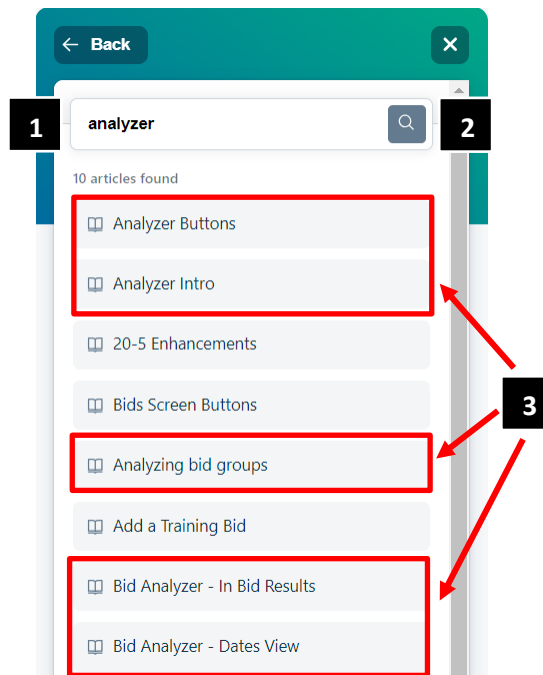 Back
1
analyzer
2
10 articles found
Analyzer Buttons
Analyzer Intro
20-5 Enhancements
Bids Screen Buttons
3
Analyzing bid groups
Add a Training Bid
Bid Analyzer - In Bid Results
Bid Analyzer - Dates View